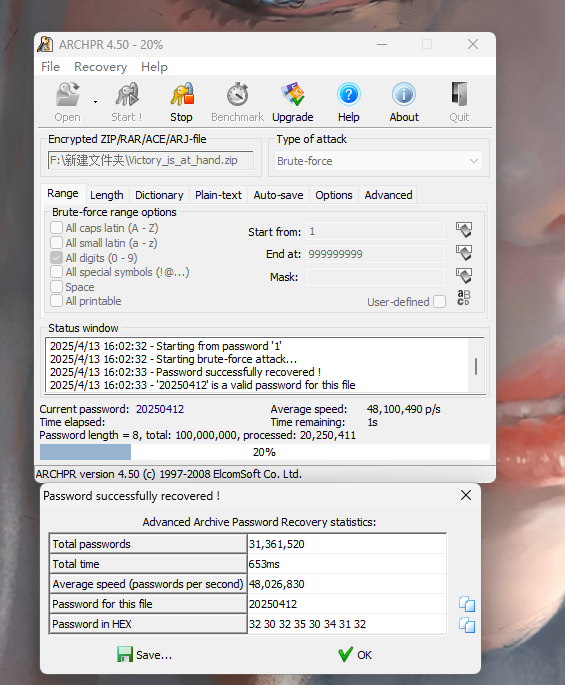 ARCHPR 4.50 - 20%
File Recovery Help
Open Start ! Stop Benchmark Upgrade Help About Quit
Encrypted ZIP/RAR/ACE/ARJ-file Type of attack
F:\新建文件夹\Victory_is_at_hand.zip Brute-force
Range Length Dictionary Plain-text Auto-save Options Advanced
Brute-force range options
All caps latin (A - Z) Start from: 1
All small latin (a - z)
All digits (0 - 9) End at: 999999999
All special symbols (!@...) Mask:
Space
All printable User-defined
Status window
2025/4/13 16:02:32 - Starting from password '1'
2025/4/13 16:02:32 - Starting brute-force attack...
2025/4/13 16:02:33 - Password successfully recovered !
2025/4/13 16:02:33 - '20250412' is a valid password for this file
Current password: 20250412 Average speed: 48,100,490 p/s
Time elapsed: Time remaining: 1s
Password length = 8, total: 100,000,000, processed: 20,250,411
20%
ARCHPR version 4.50 (c) 1997-2008 ElcomSoft Co. Ltd.
Password successfully recovered !
Advanced Archive Password Recovery statistics:
Total passwords 31,361,520
Total time 653ms
Average speed (passwords per second) 48,026,830
Password for this file 20250412
Password in HEX 32 30 32 35 30 34 31 32
Save... OK